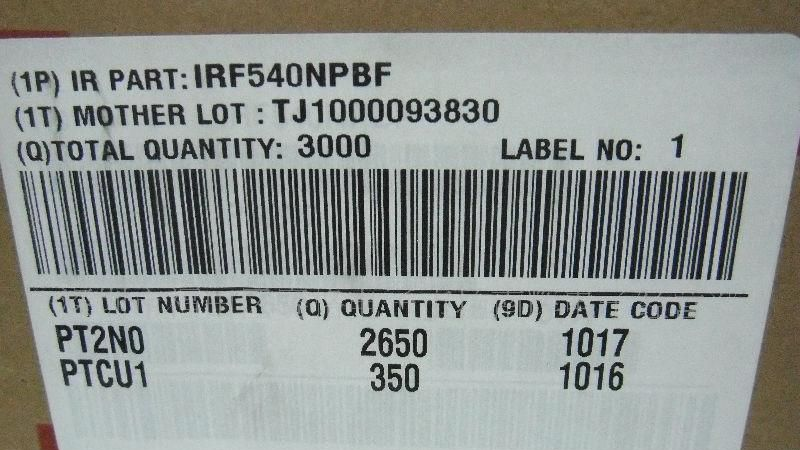 (1P) IR PART: IRF540NPBF
(1T) MOTHER LOT : TJ1000093830
(Q)TOTAL QUANTITY: 3000 LABEL NO: 1
(1T) LOT NUMBER (Q) QUANTITY (9D) DATE CODE
PT2N0 2650 1017
PTCU1 350 1016